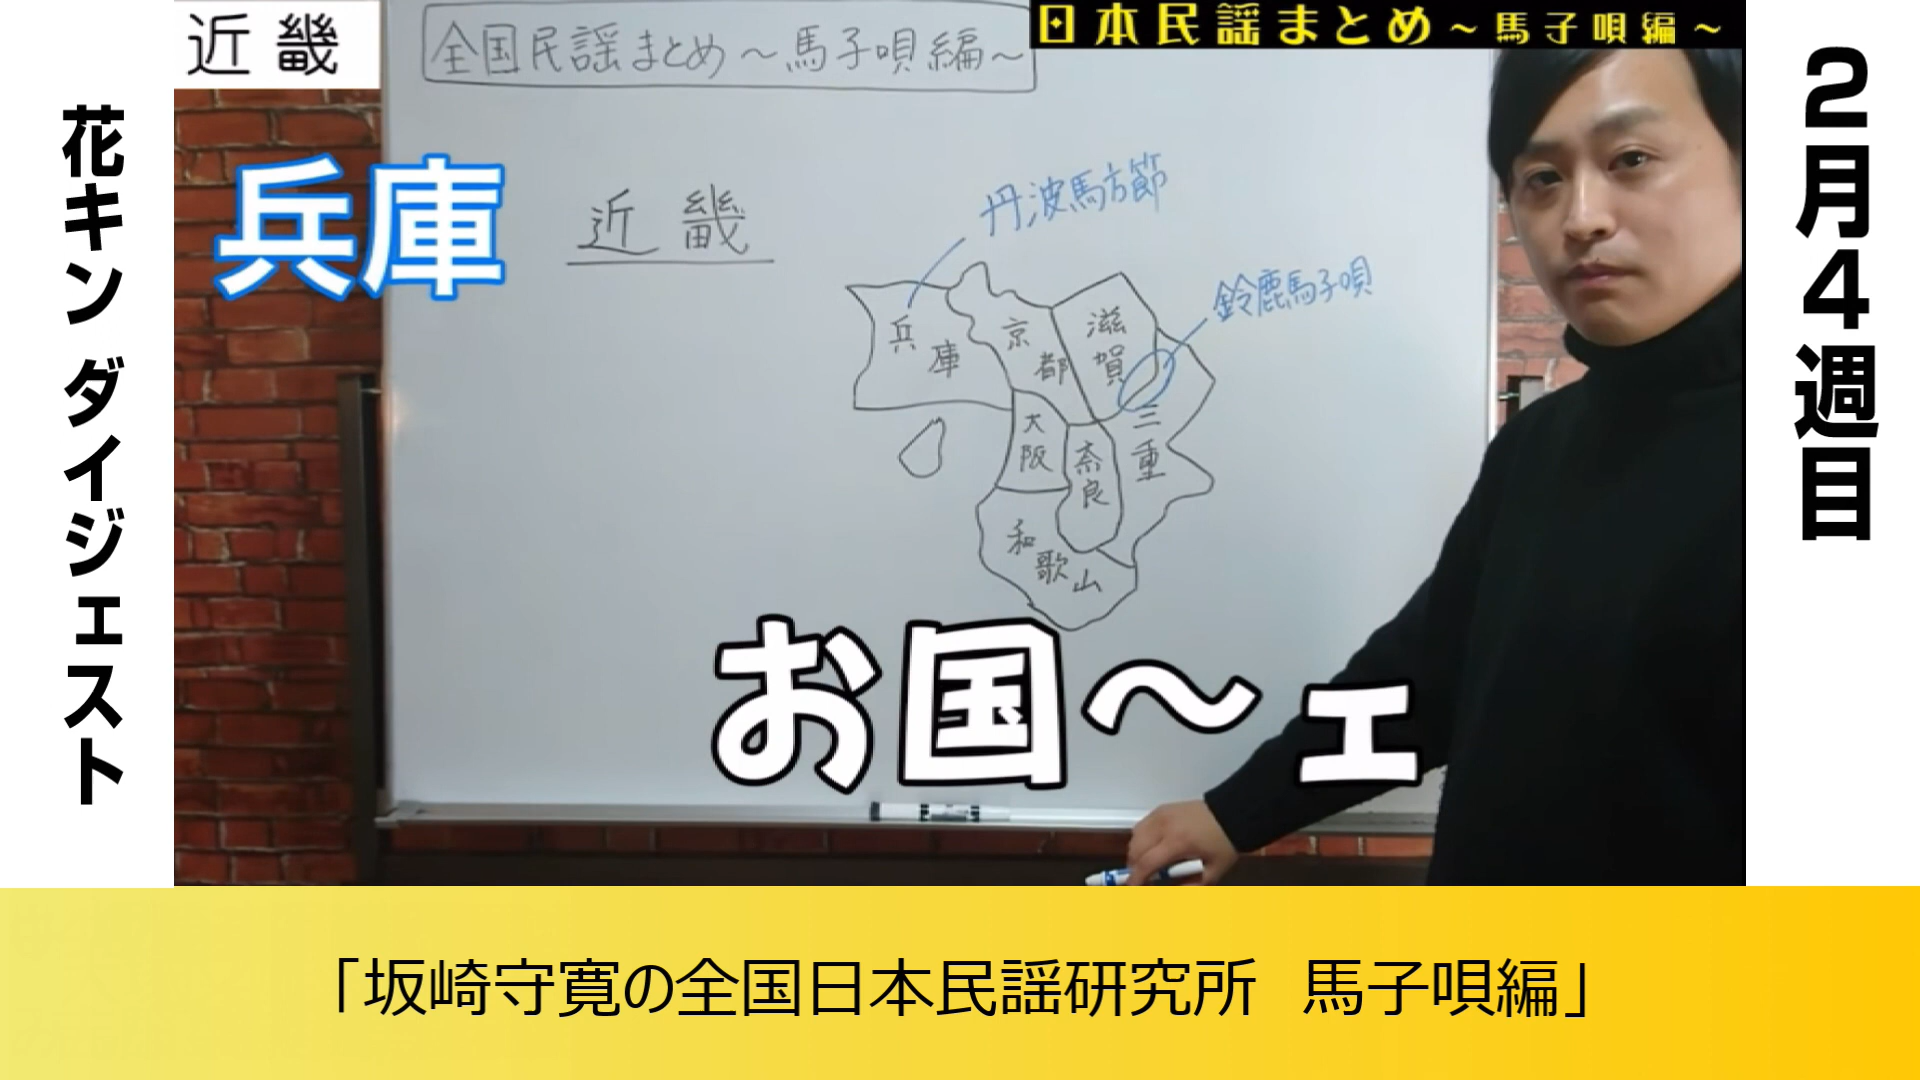 近畿
全国民謡まとめ～馬子唄編～
日本民謡まとめ～馬子唄編～
2月4週目
花キン ダイジェスト
兵庫
近畿
丹波馬方節
鈴鹿馬子唄
兵庫
京都
滋賀
大阪
奈良
三重
和歌山
お国～ェ
「坂崎守寛の全国日本民謡研究所 馬子唄編」